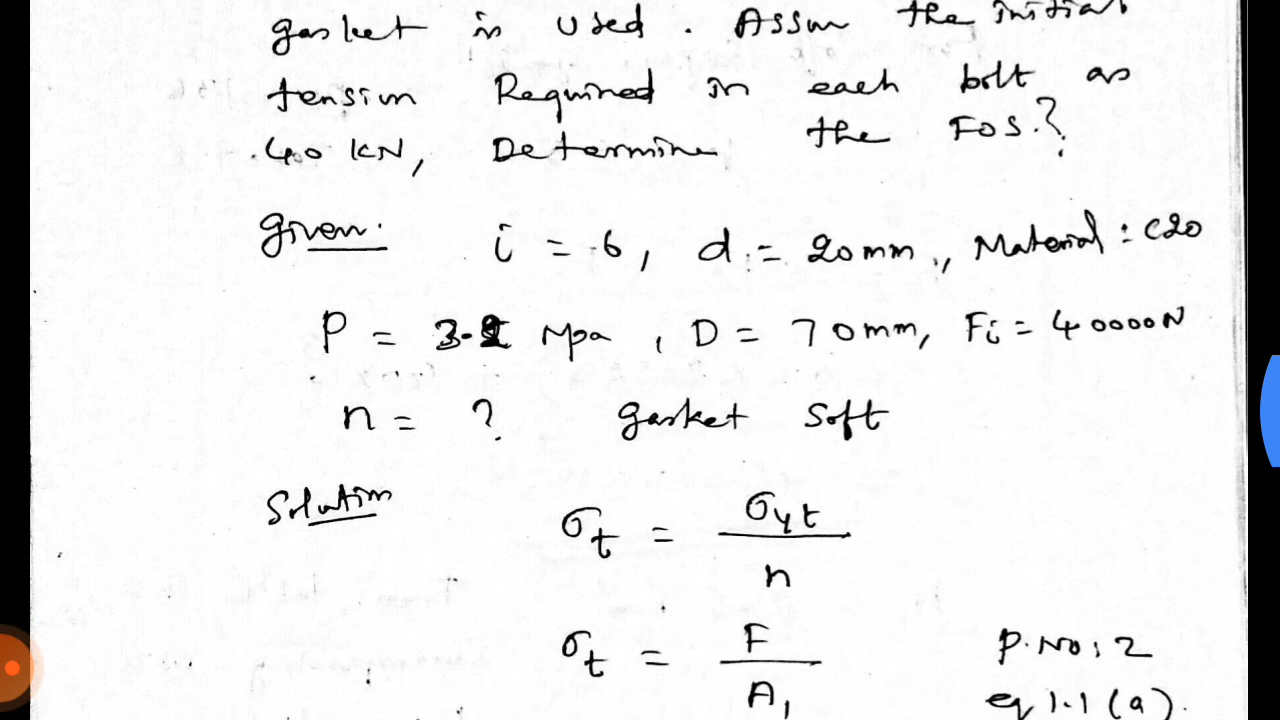 gasket is used. Assum the initial
tension Required in each bolt as
40 KN, Determine the FOS.?
Given: i = 6, d = 20mm, Material: C20
P = Mpa, D = 70mm, Fi = 40000N
n = ? gasket soft
Solution σt = σyt / n
σt = F / A1 P.No: 2
eq 1.1 (a).